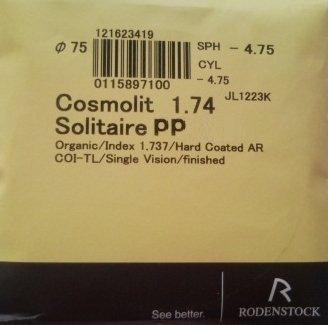 121623419
Φ 75
SPH - 4.75
CYL
- 4.75
0115897100
JL1223K
Cosmolit 1.74
Solitaire PP
Organic/Index 1.737/Hard Coated AR
COI-TL/Single Vision/finished
See better.
R
RODENSTOCK